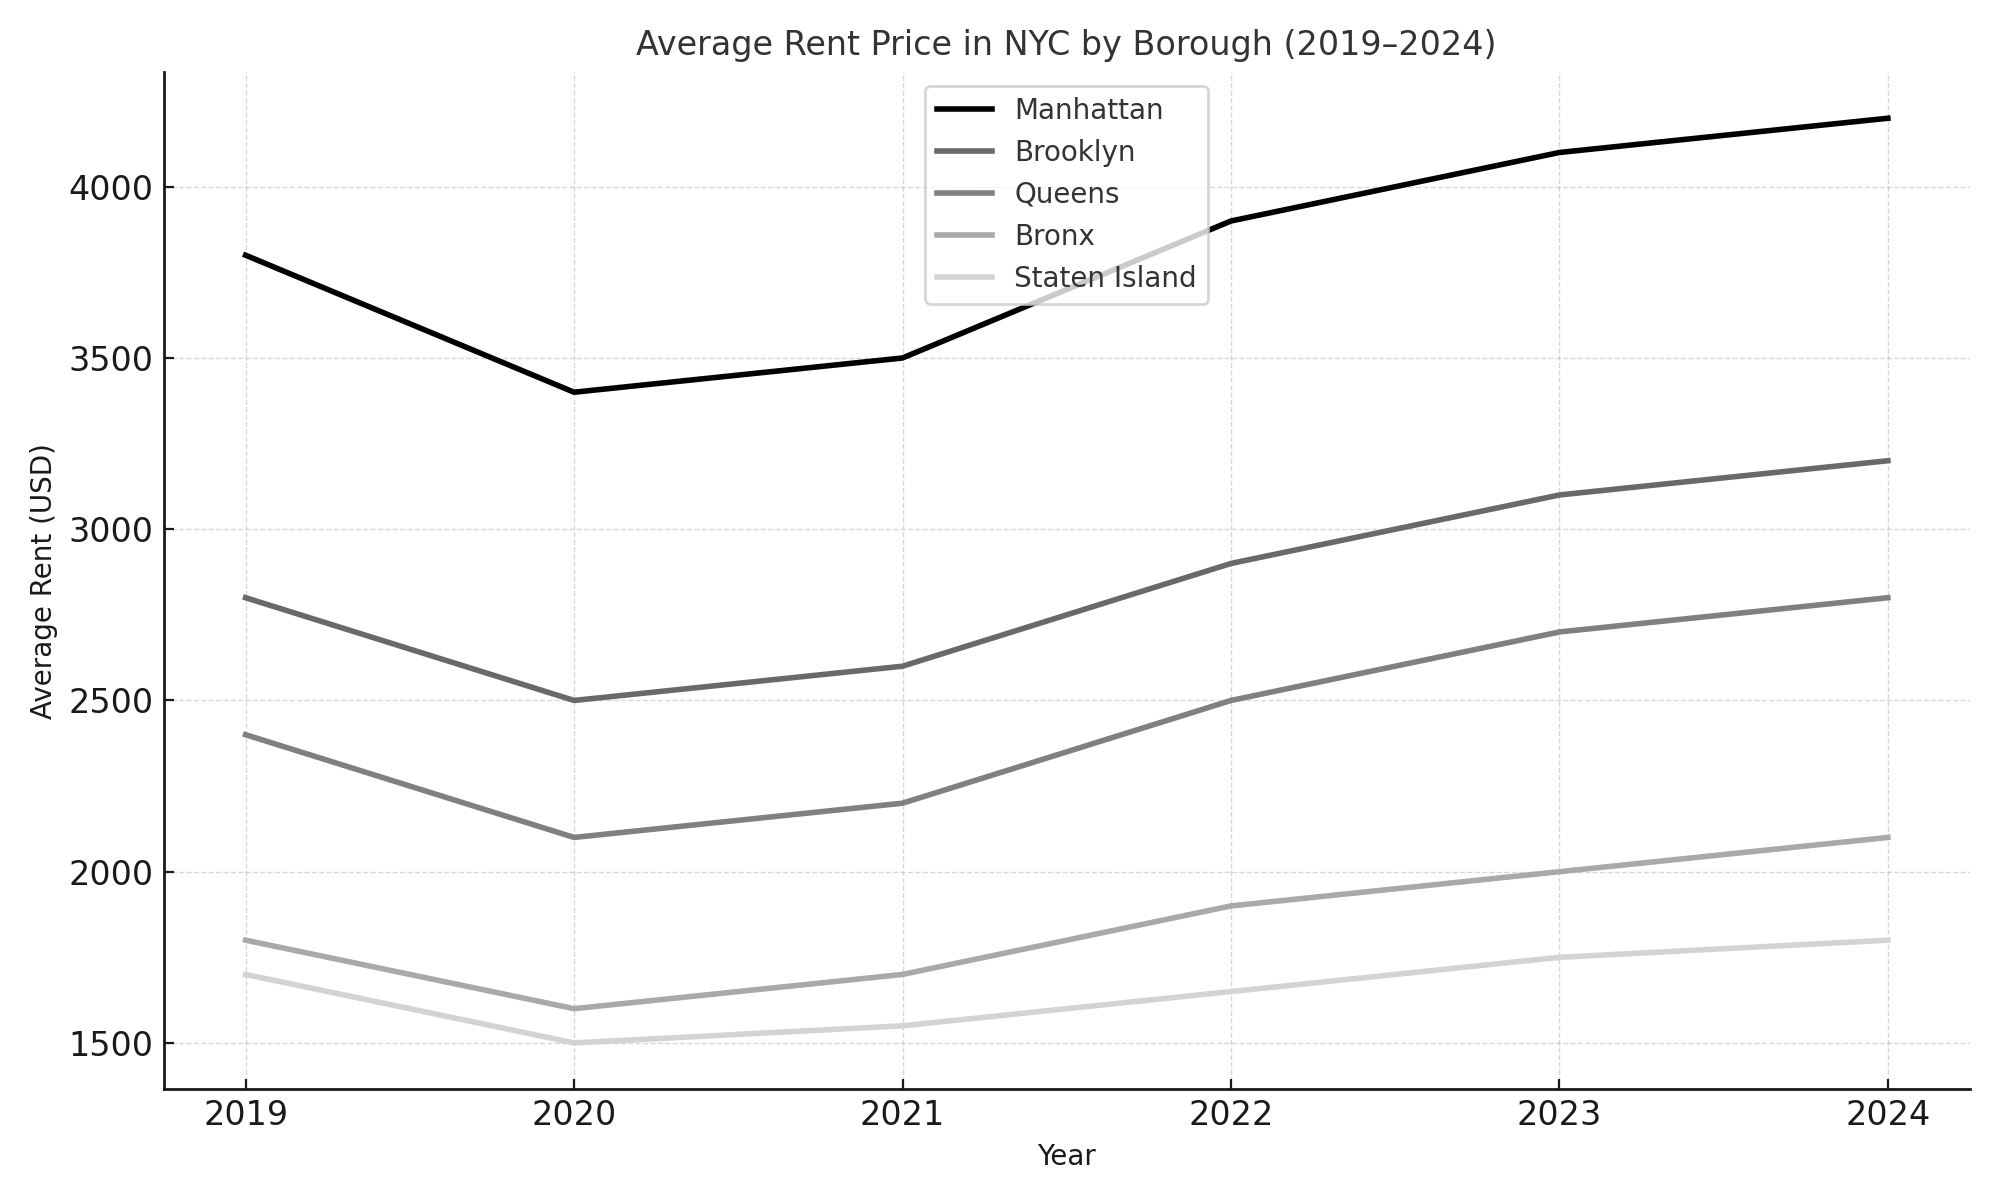 Average Rent Price in NYC by Borough (2019–2024)
Manhattan
Brooklyn
Queens
Bronx
Staten Island
Average Rent (USD)
4000
3500
3000
2500
2000
1500
2019 2020 2021 2022 2023 2024
Year